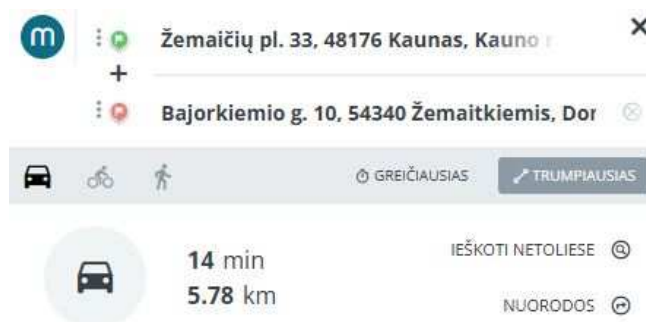 m
Žemaičių pl. 33, 48176 Kaunas, Kauno
Bajorkiemio g. 10, 54340 Žemaitkiemis, Dor
GREIČIAUSIAS
TRUMPIAUSIAS
14 min
5.78 km
IEŠKOTI NETOLIESE
NUORODOS